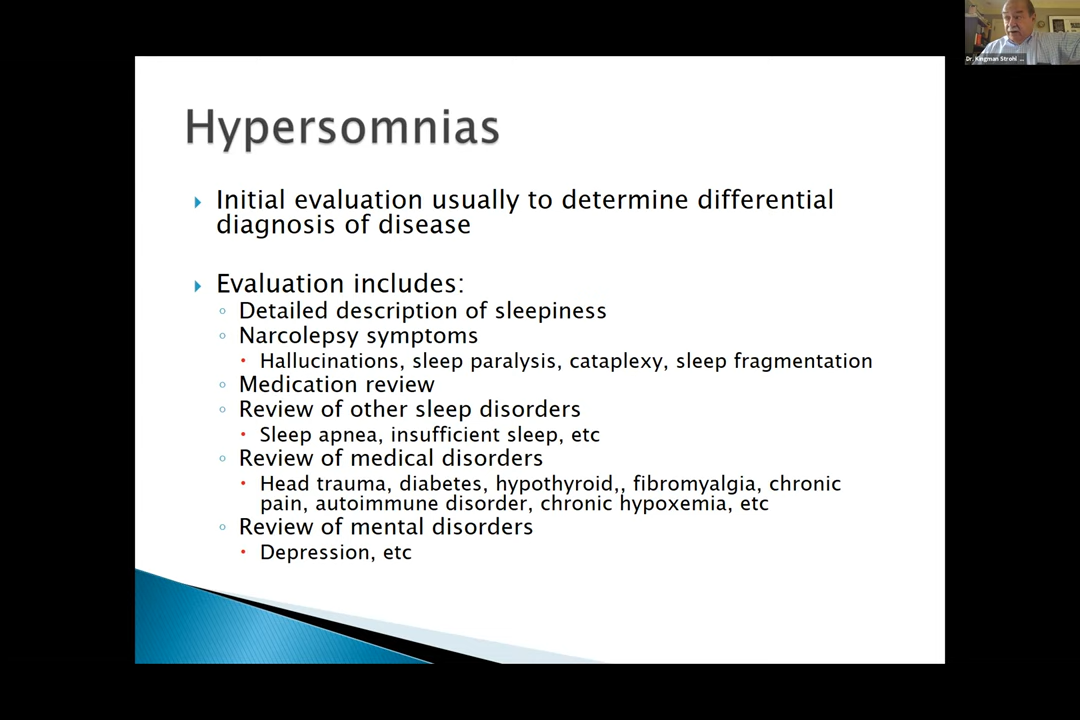 Dr. Kingman Strohl ...
Hypersomnias
Initial evaluation usually to determine differential
diagnosis of disease
Evaluation includes:
Detailed description of sleepiness
Narcolepsy symptoms
Hallucinations, sleep paralysis, cataplexy, sleep fragmentation
Medication review
Review of other sleep disorders
Sleep apnea, insufficient sleep, etc
Review of medical disorders
Head trauma, diabetes, hypothyroid,, fibromyalgia, chronic
pain, autoimmune disorder, chronic hypoxemia, etc
Review of mental disorders
Depression, etc